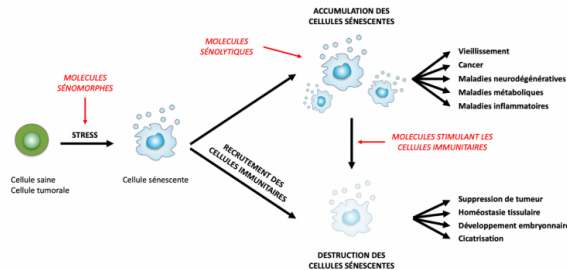 ACCUMULATION DES
CELLULES SÉNESCENTES
MOLECULES
SÉNOLYTIQUES
MOLECULES
SÉNOMORPHES
Vieillissement
Cancer
Maladies neurodégénératives
Maladies métaboliques
Maladies inflammatoires
STRESS
MOLECULES STIMULANT LES
CELLULES IMMUNITAIRES
Cellule saine
Cellule tumorale
Cellule sénescente
RECRUTEMENT DES
CELLULES IMMUNITAIRES
Suppression de tumeur
Homéostasie tissulaire
Développement embryonnaire
Cicatrisation
DESTRUCTION DES
CELLULES SÉNESCENTES